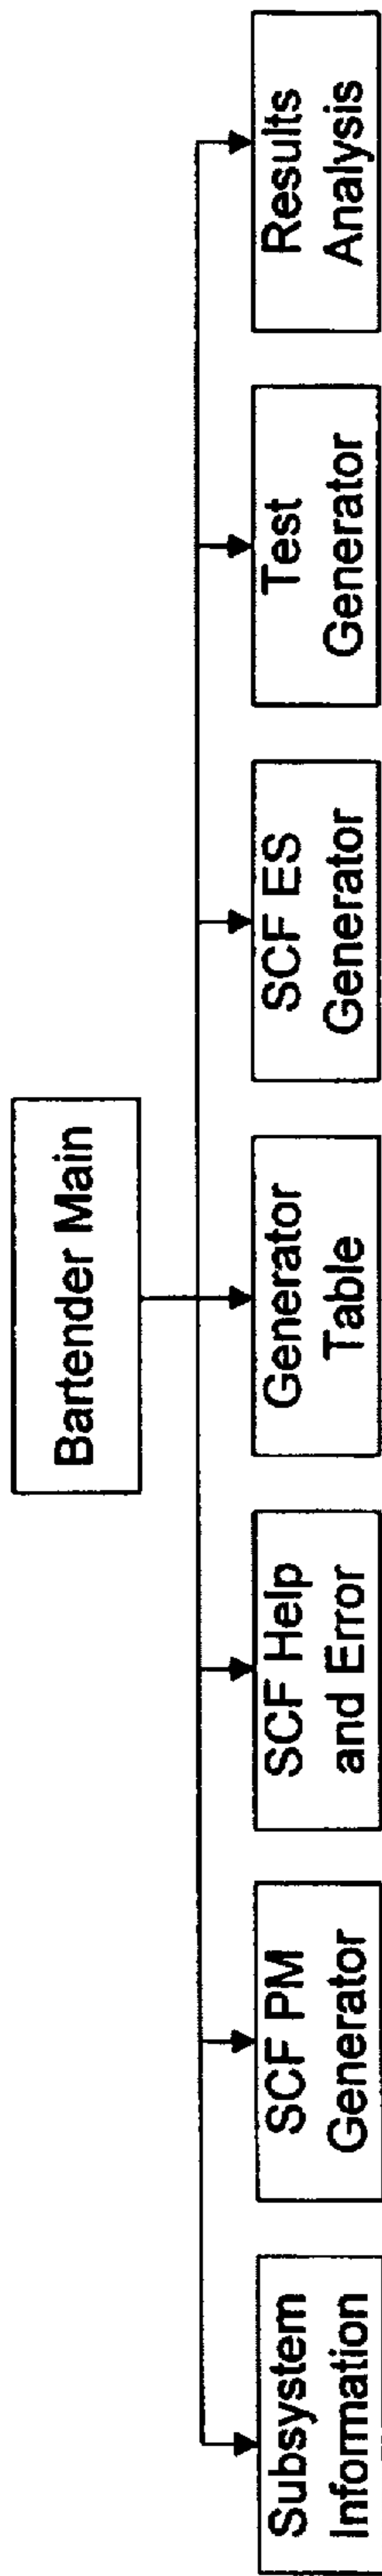 Bartender Main
Subsystem
Information
SCF PM
Generator
SCF Help
and Error
Generator
Table
SCF ES
Generator
Test
Generator
Results
Analysis